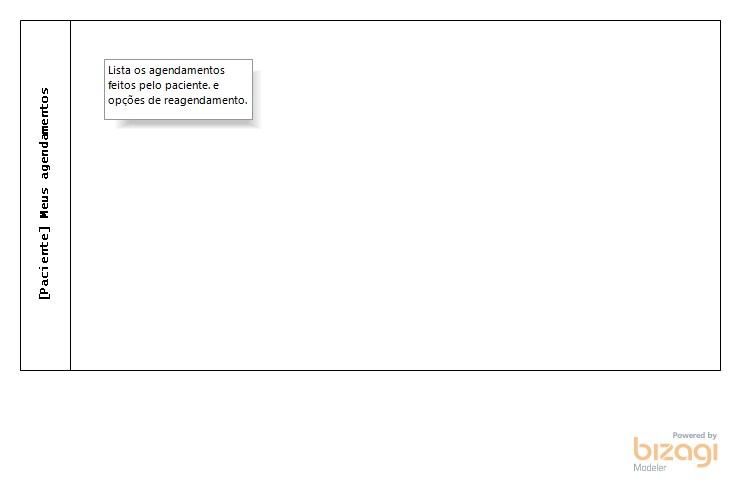 [Paciente] Meus agendamentos
Lista os agendamentos
feitos pelo paciente. e
opções de reagendamento.
Powered by
bizagi
Modeler